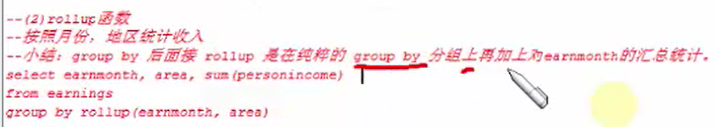 --(2)rollup函数
--按照月份，地区统计收入
--小结：group by 后面接 rollup 是在纯粹的 group by 分组上再加上对earnmonth的汇总统计。
select earnmonth, area, sum(personincome)
from earnings
group by rollup(earnmonth, area)